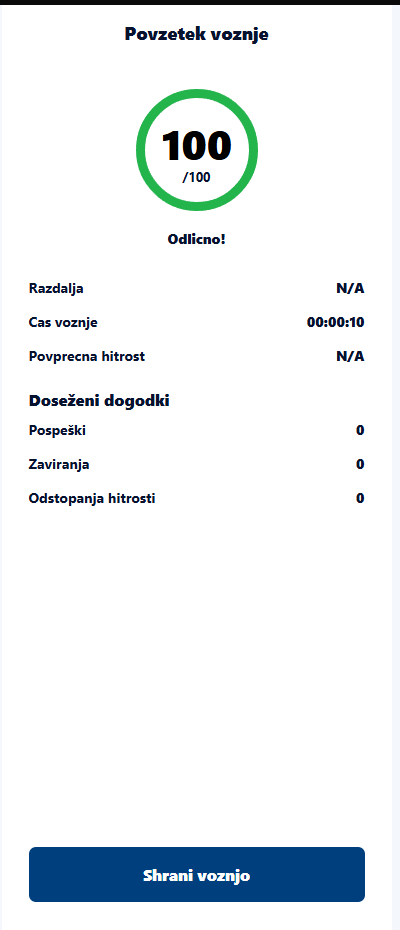 Povzetek voznje
100
/100
Odlicno!
Razdalja N/A
Cas voznje 00:00:10
Povprecna hitrost N/A
Doseženi dogodki
Pospeški 0
Zaviranja 0
Odstopanja hitrosti 0
Shrani voznjo